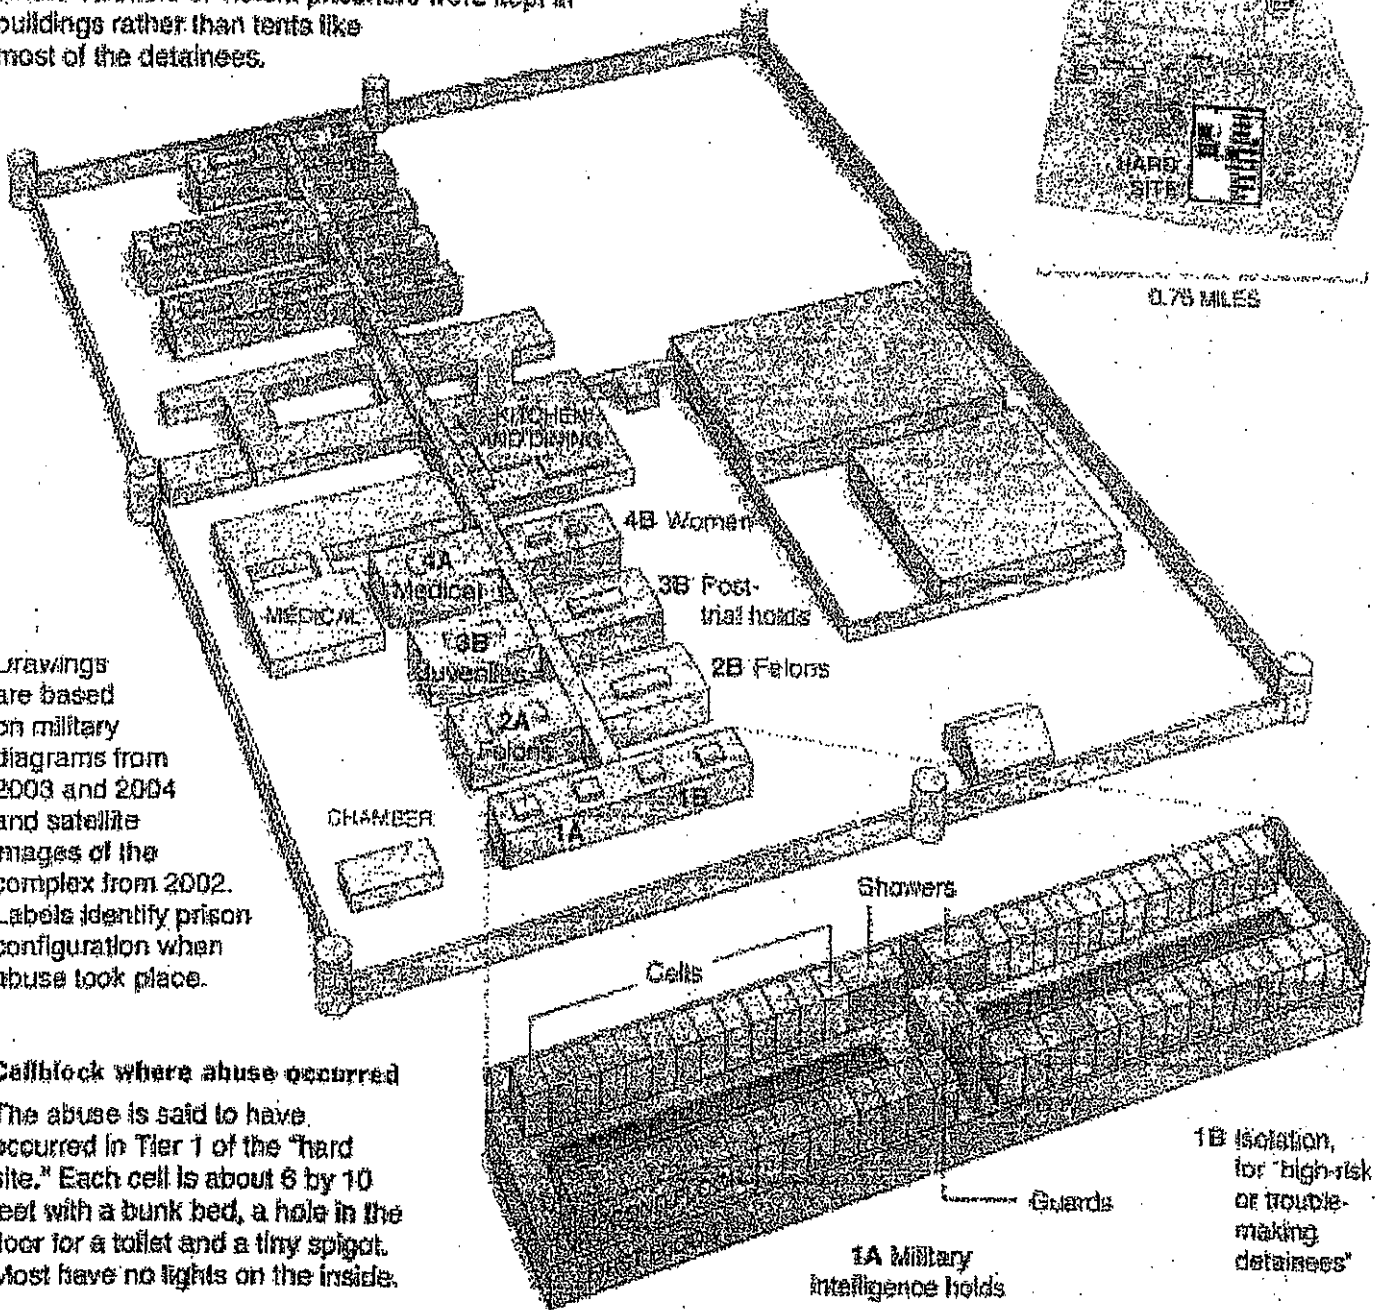 prisoners were kept in
buildings rather than tents like
most of the detainees.
HARD
SITE
0.75 MILES
KITCHEN
AND DINING
4B Women
4A
Medical
MEDICAL
3B Post-
trial holds
3B
Juveniles
2B Felons
2A
Felons
1B
1A
CHAMBER
Drawings
are based
on military
diagrams from
2003 and 2004
and satellite
images of the
complex from 2002.
Labels identify prison
configuration when
abuse took place.
Showers
Cells
Cellblock where abuse occurred
The abuse is said to have
occurred in Tier 1 of the "hard
site." Each cell is about 6 by 10
feet with a bunk bed, a hole in the
floor for a toilet and a tiny spigot.
Most have no lights on the inside.
Guards
1A Military
Intelligence holds
1B Isolation,
for "high-risk
or trouble-
making
detainees"